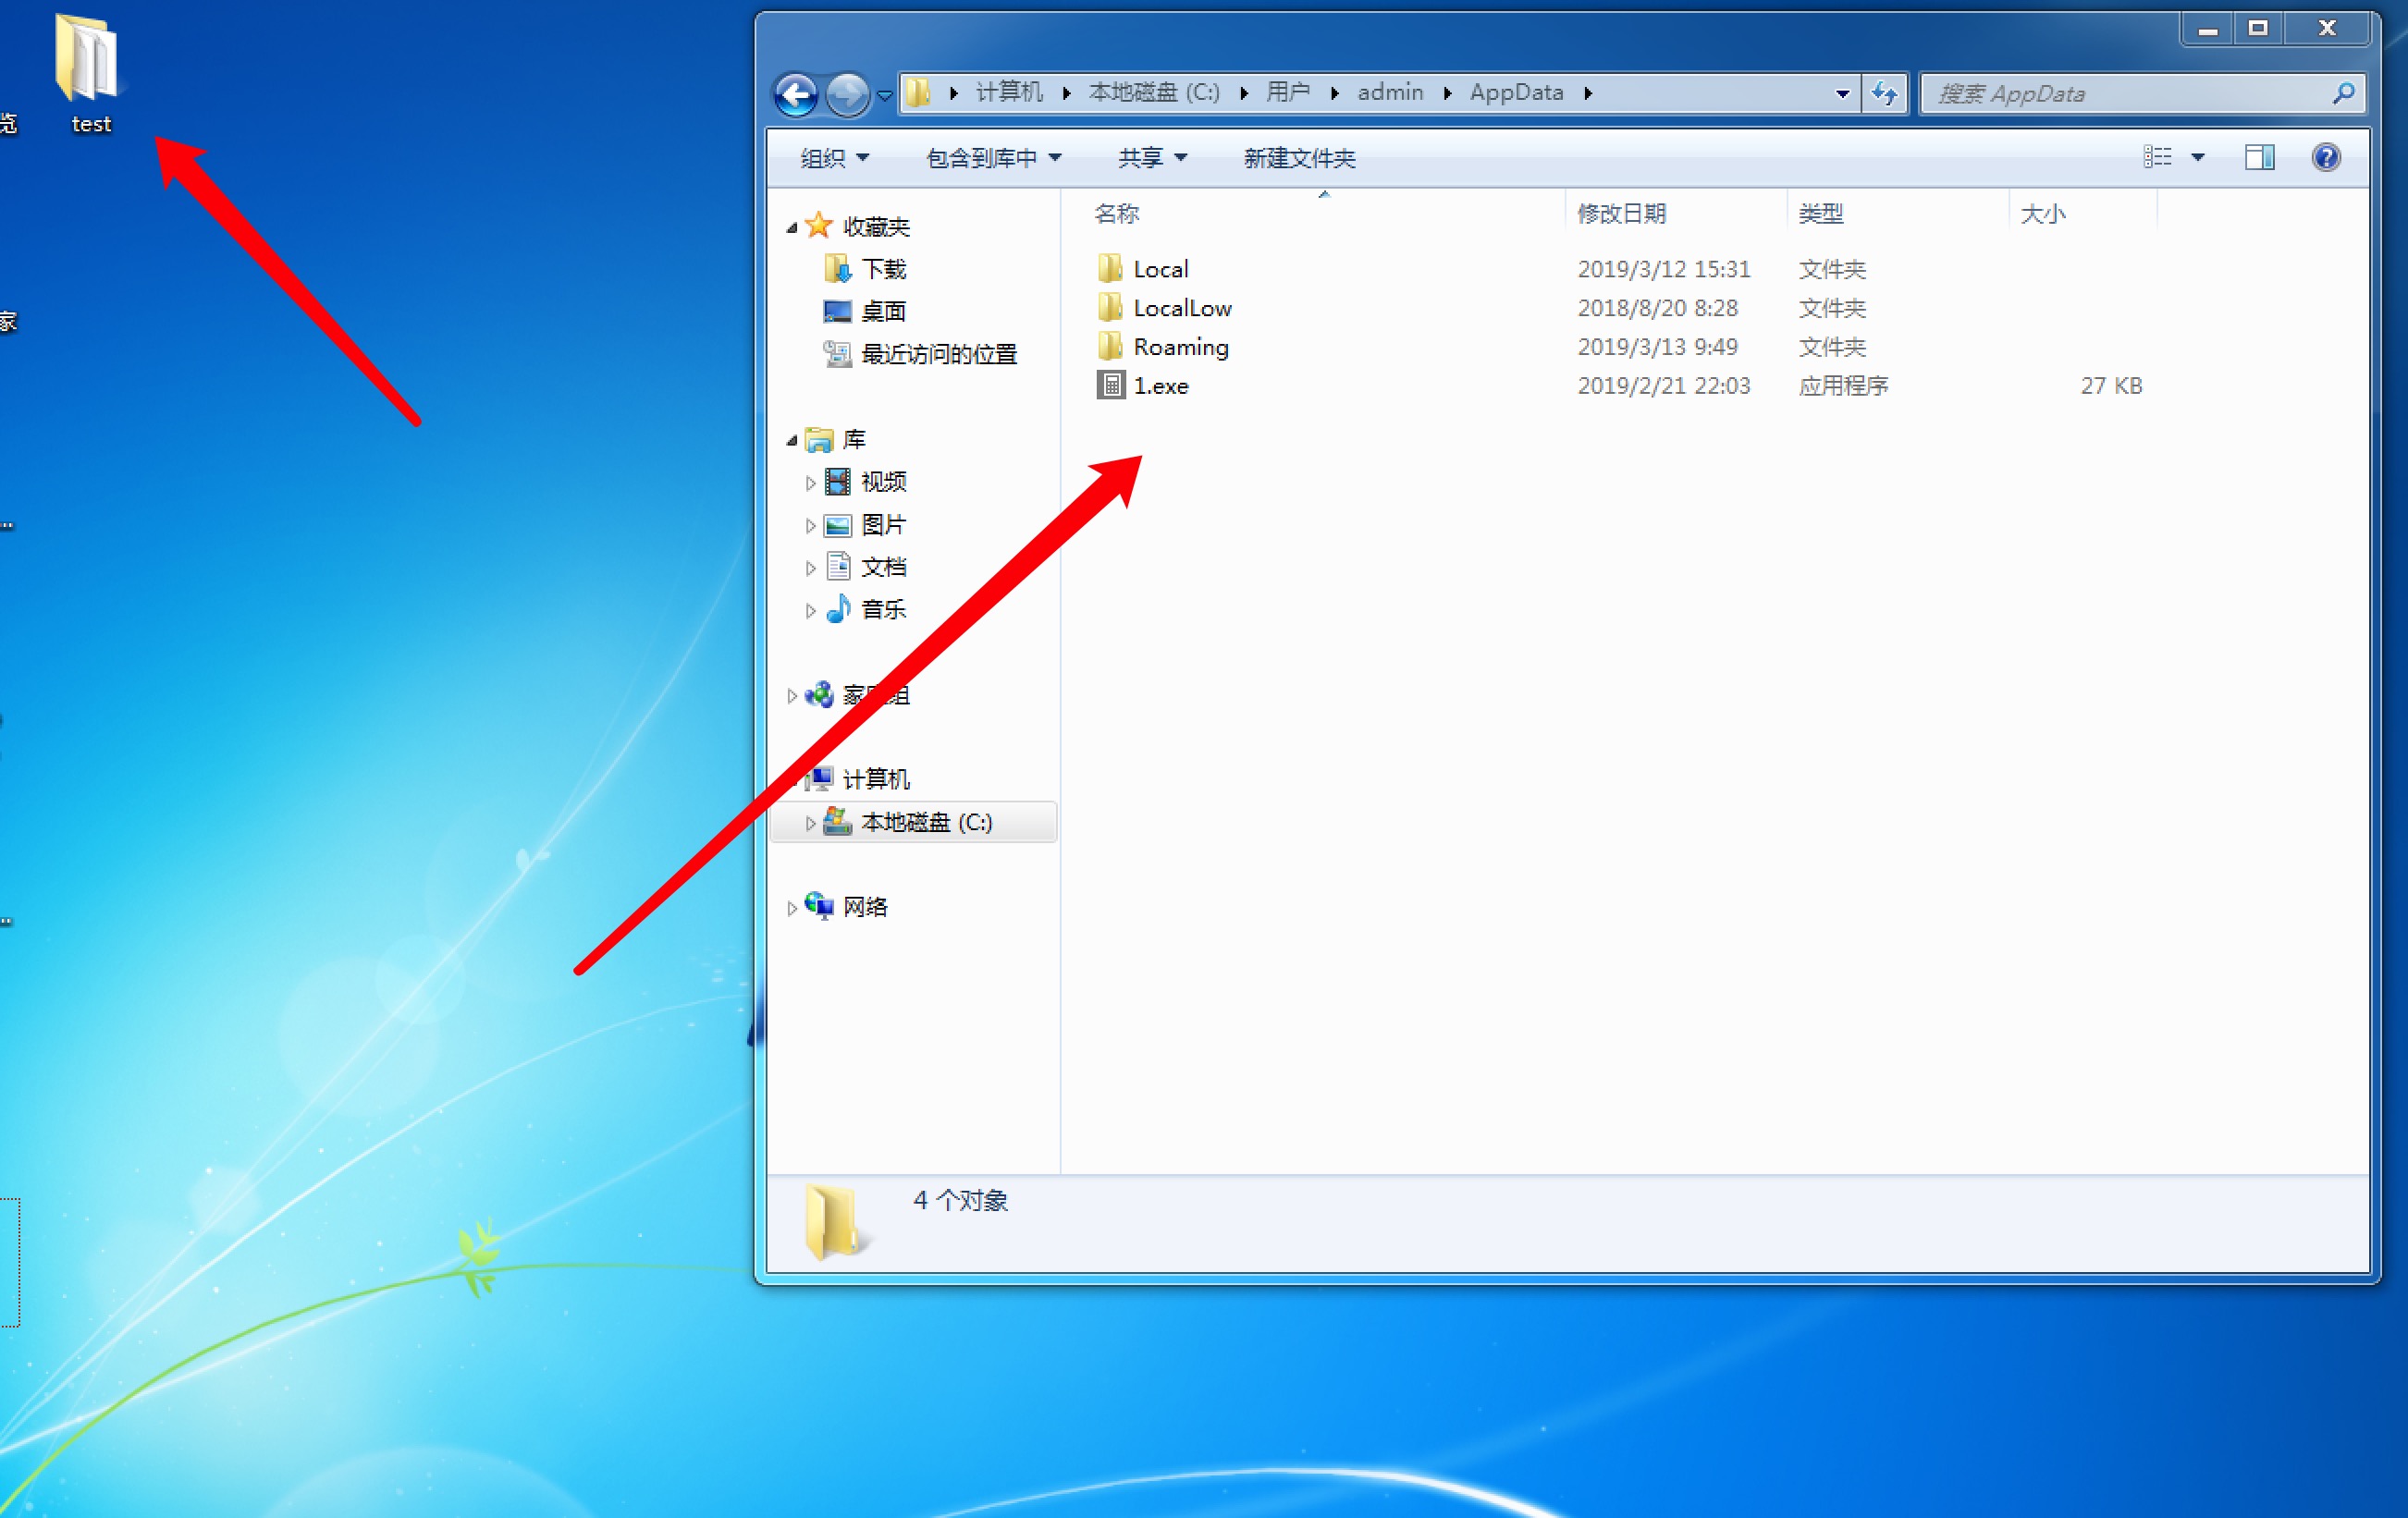 test
览
家
...
...
计算机 本地磁盘 (C:) 用户 admin AppData
搜索 AppData
组织 包含到库中 共享 新建文件夹
收藏夹
下载
桌面
最近访问的位置
库
视频
图片
文档
音乐
家庭组
计算机
本地磁盘 (C:)
网络
名称 修改日期 类型 大小
Local 2019/3/12 15:31 文件夹
LocalLow 2018/8/20 8:28 文件夹
Roaming 2019/3/13 9:49 文件夹
1.exe 2019/2/21 22:03 应用程序 27 KB
4 个对象